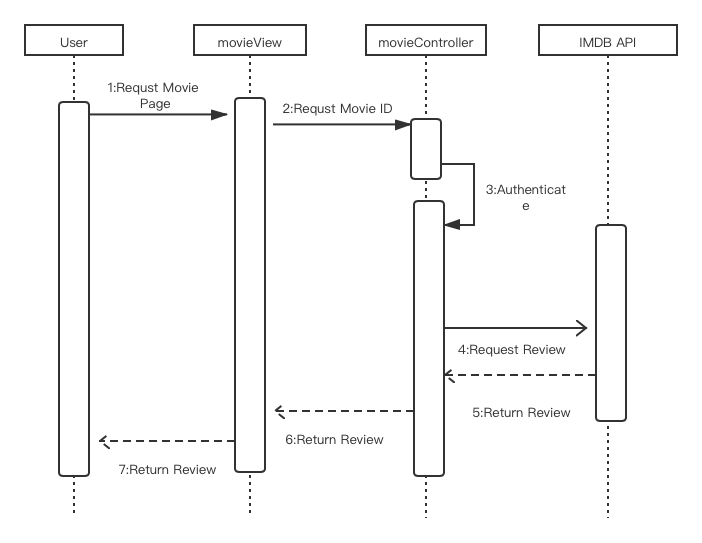 User
movieView
movieController
IMDB API
1:Requst Movie
Page
2:Requst Movie ID
3:Authenticat
e
4:Request Review
5:Return Review
6:Return Review
7:Return Review